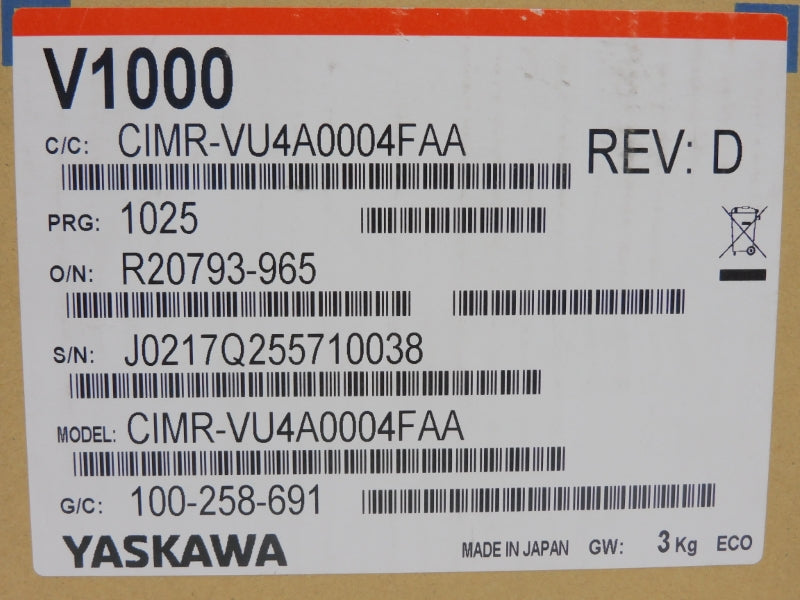 V1000
C/C: CIMR-VU4A0004FAA
REV: D
PRG: 1025
O/N: R20793-965
S/N: J0217Q255710038
MODEL: CIMR-VU4A0004FAA
G/C: 100-258-691
YASKAWA MADE IN JAPAN GW: 3 Kg ECO